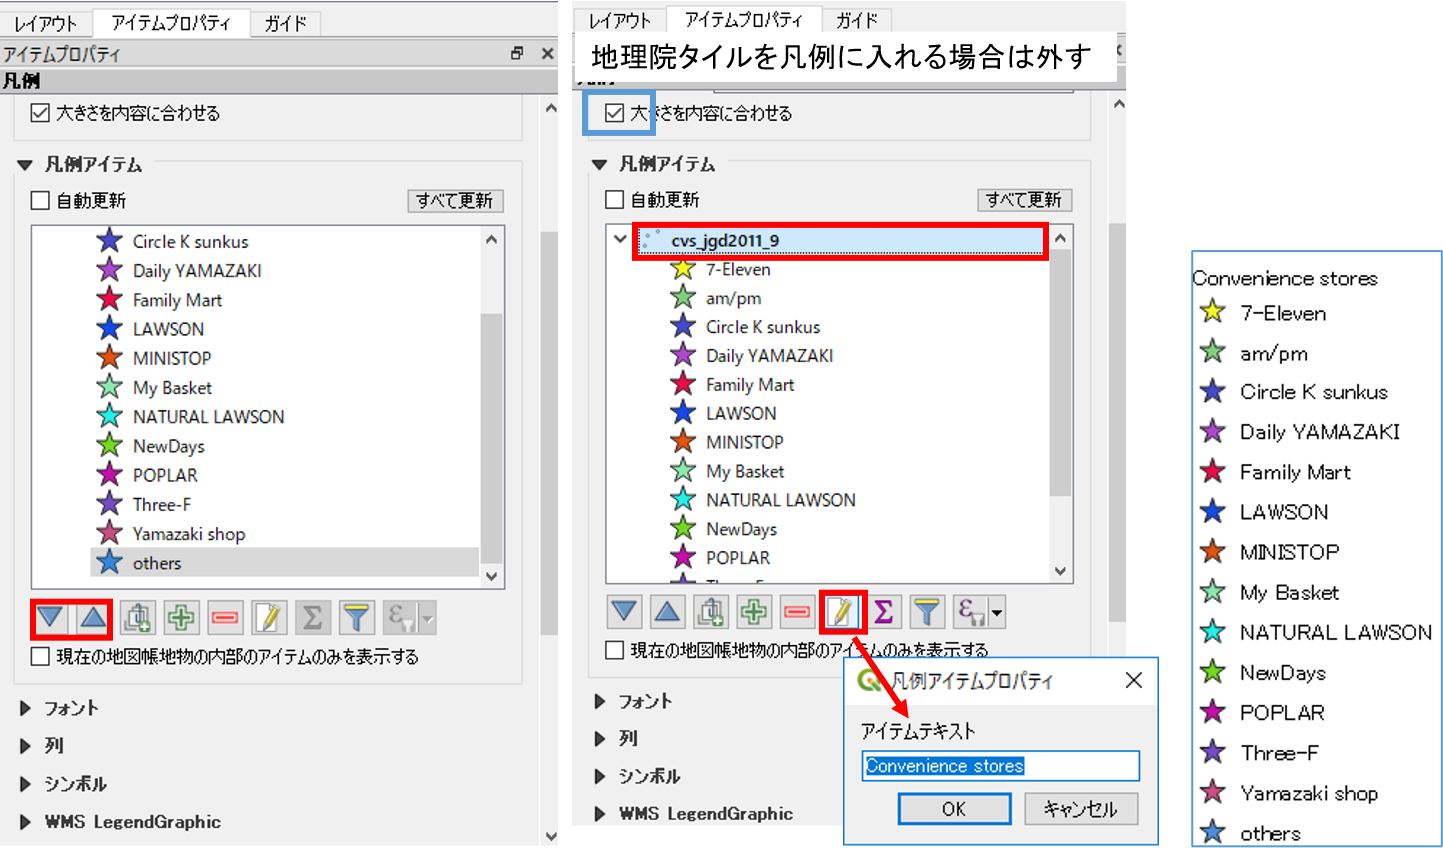 レイアウト アイテムプロパティ ガイド
アイテムプロパティ
凡例
大きさを内容に合わせる
凡例アイテム
自動更新 すべて更新
Circle K sunkus
Daily YAMAZAKI
Family Mart
LAWSON
MINISTOP
My Basket
NATURAL LAWSON
NewDays
POPLAR
Three-F
Yamazaki shop
others
現在の地図帳地物の内部のアイテムのみを表示する
フォント
列
シンボル
WMS LegendGraphic
レイアウト アイテムプロパティ ガイド
地理院タイルを凡例に入れる場合は外す
大きさを内容に合わせる
凡例アイテム
自動更新 すべて更新
cvs_jgd2011_9
7-Eleven
am/pm
Circle K sunkus
Daily YAMAZAKI
Family Mart
LAWSON
MINISTOP
My Basket
NATURAL LAWSON
NewDays
POPLAR
Three-F
現在の地図帳地物の内部のアイテムのみを表示する
フォント
列
シンボル
WMS LegendGraphic
凡例アイテムプロパティ
アイテムテキスト
Convenience stores
OK キャンセル
Convenience stores
7-Eleven
am/pm
Circle K sunkus
Daily YAMAZAKI
Family Mart
LAWSON
MINISTOP
My Basket
NATURAL LAWSON
NewDays
POPLAR
Three-F
Yamazaki shop
others